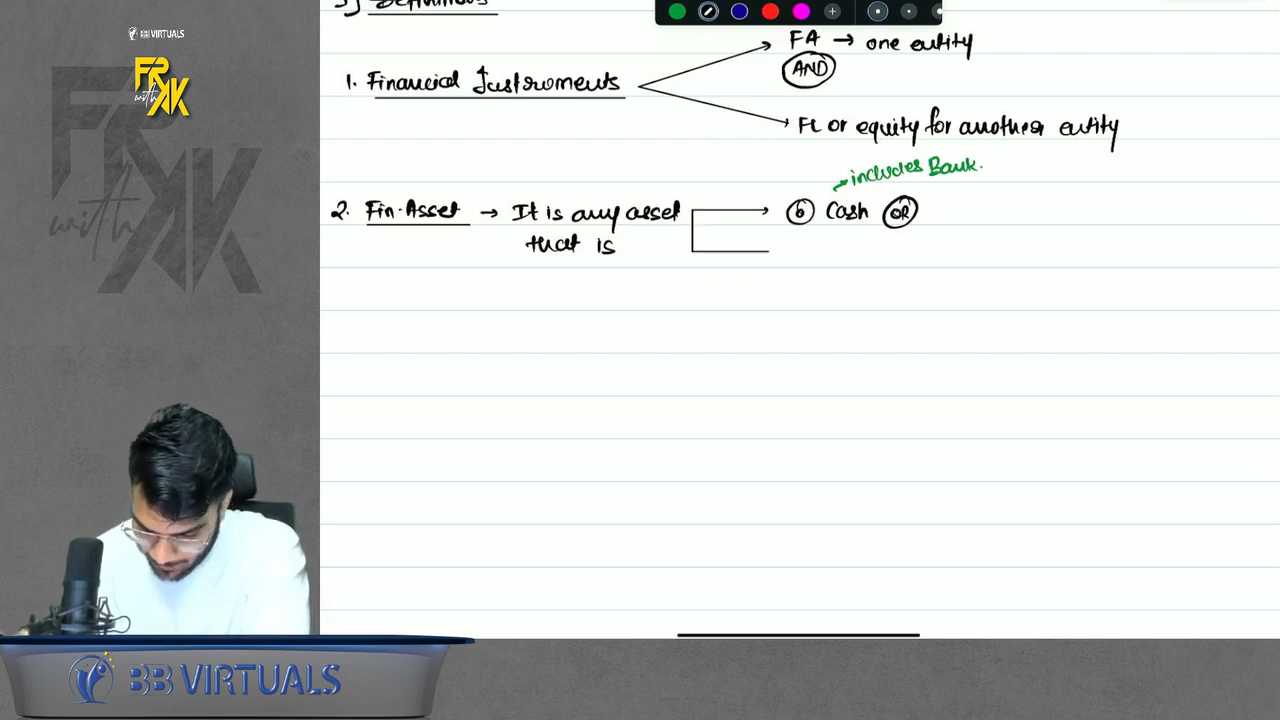 BB VIRTUALS
FR
with
AK
Definitions
1. Financial Instruments
FA → one entity
AND
FL or equity for another entity
includes Bank.
2. Fin. Asset → It is any asset
that is
Cash OR
BB VIRTUALS